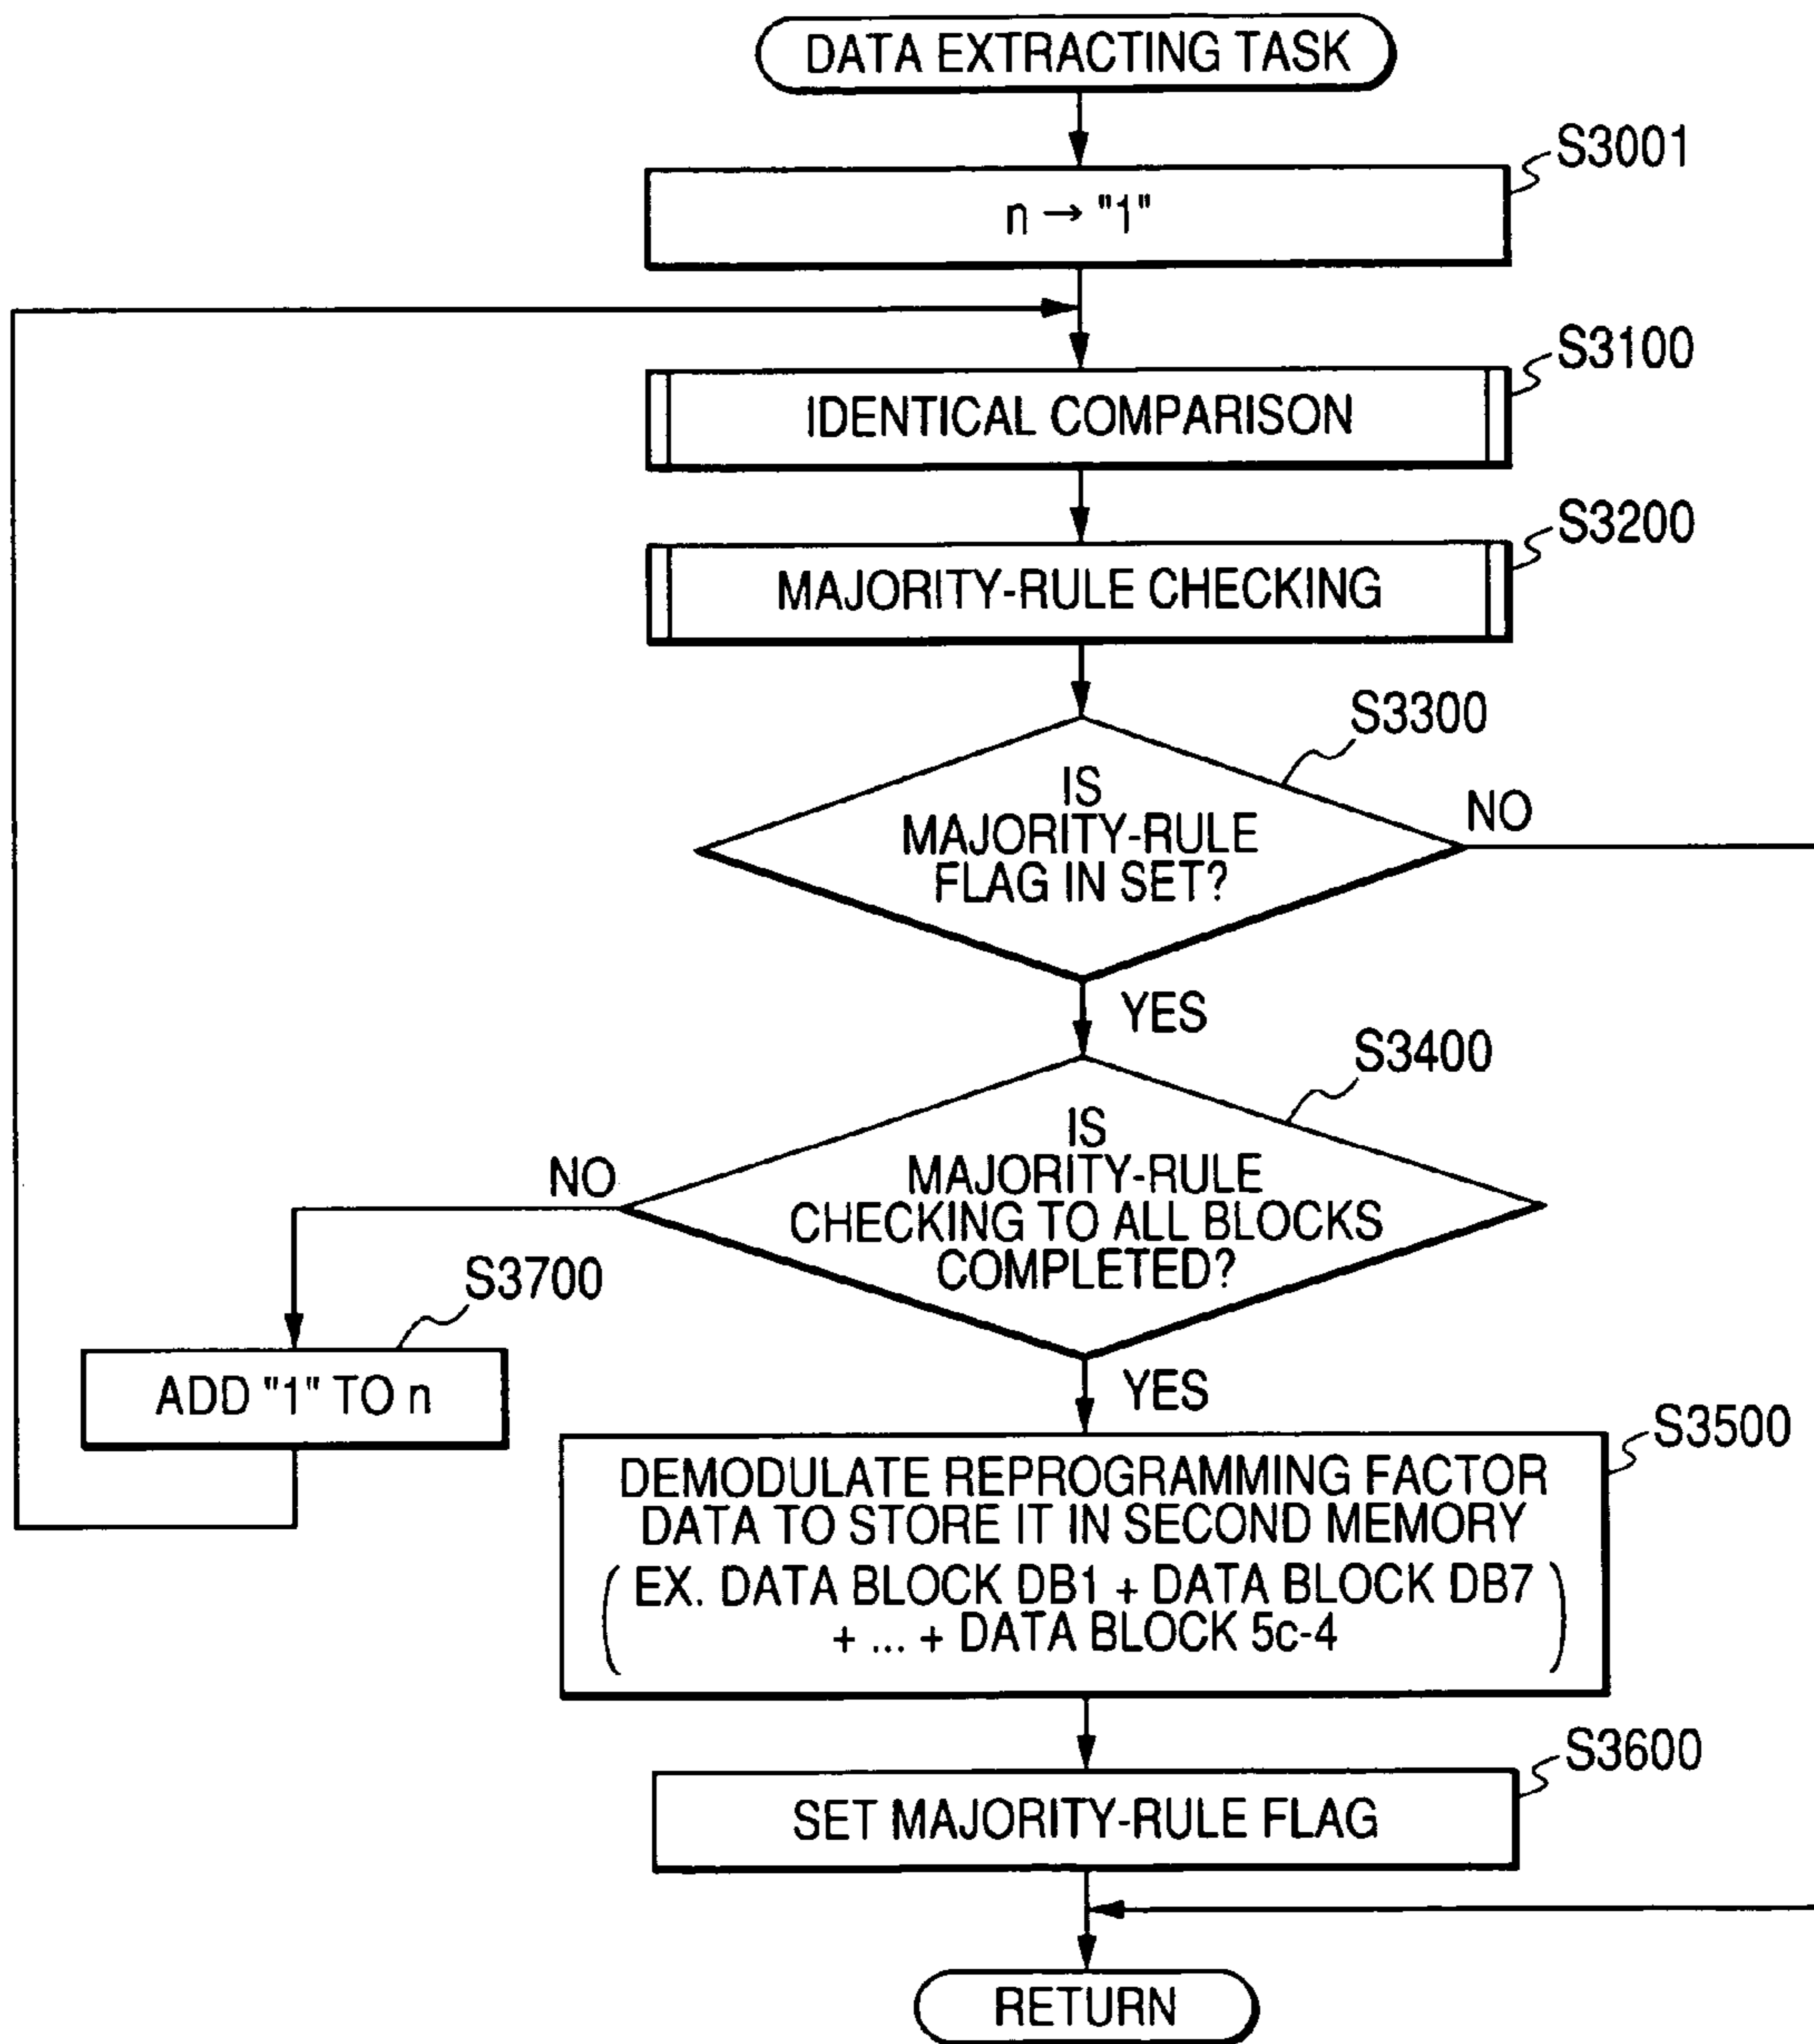 DATA EXTRACTING TASK
S3001
n → "1"
S3100
IDENTICAL COMPARISON
S3200
MAJORITY-RULE CHECKING
S3300
IS
MAJORITY-RULE
FLAG IN SET?
NO
YES
S3400
IS
MAJORITY-RULE
CHECKING TO ALL BLOCKS
COMPLETED?
NO
S3700
ADD "1" TO n
YES
S3500
DEMODULATE REPROGRAMMING FACTOR
DATA TO STORE IT IN SECOND MEMORY
( EX. DATA BLOCK DB1 + DATA BLOCK DB7
+ ... + DATA BLOCK 5c-4 )
S3600
SET MAJORITY-RULE FLAG
RETURN